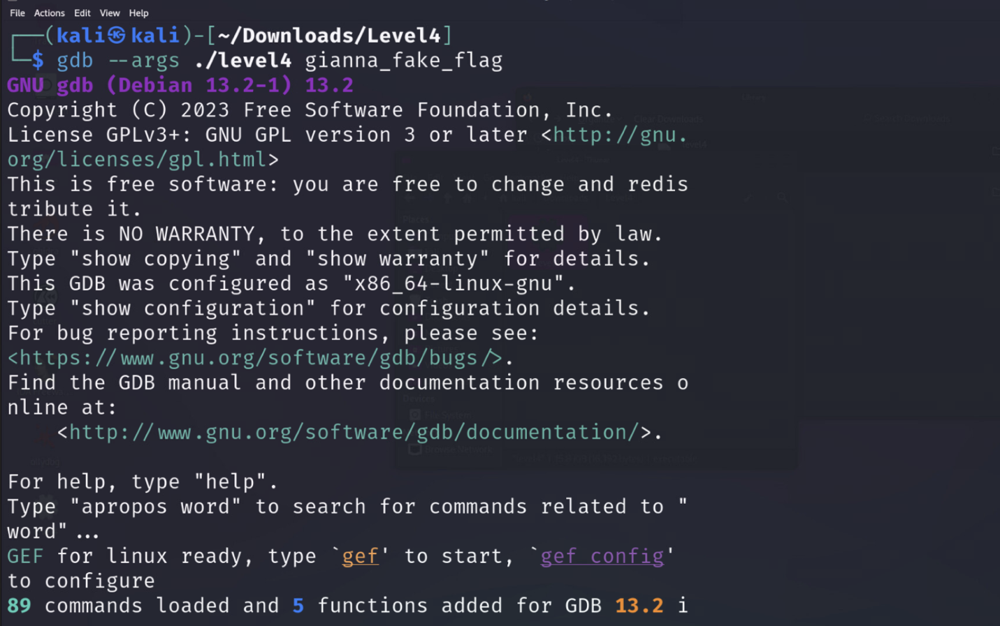 File Actions Edit View Help
┌──(kali㉿kali)-[~/Downloads/Level4]
└─$ gdb --args ./level4 gianna_fake_flag
GNU gdb (Debian 13.2-1) 13.2
Copyright (C) 2023 Free Software Foundation, Inc.
License GPLv3+: GNU GPL version 3 or later <http://gnu.
org/licenses/gpl.html>
This is free software: you are free to change and redis
tribute it.
There is NO WARRANTY, to the extent permitted by law.
Type "show copying" and "show warranty" for details.
This GDB was configured as "x86_64-linux-gnu".
Type "show configuration" for configuration details.
For bug reporting instructions, please see:
<https://www.gnu.org/software/gdb/bugs/>.
Find the GDB manual and other documentation resources o
nline at:
    <http://www.gnu.org/software/gdb/documentation/>.
For help, type "help".
Type "apropos word" to search for commands related to "
word"...
GEF for linux ready, type `gef' to start, `gef config'
to configure
89 commands loaded and 5 functions added for GDB 13.2 i